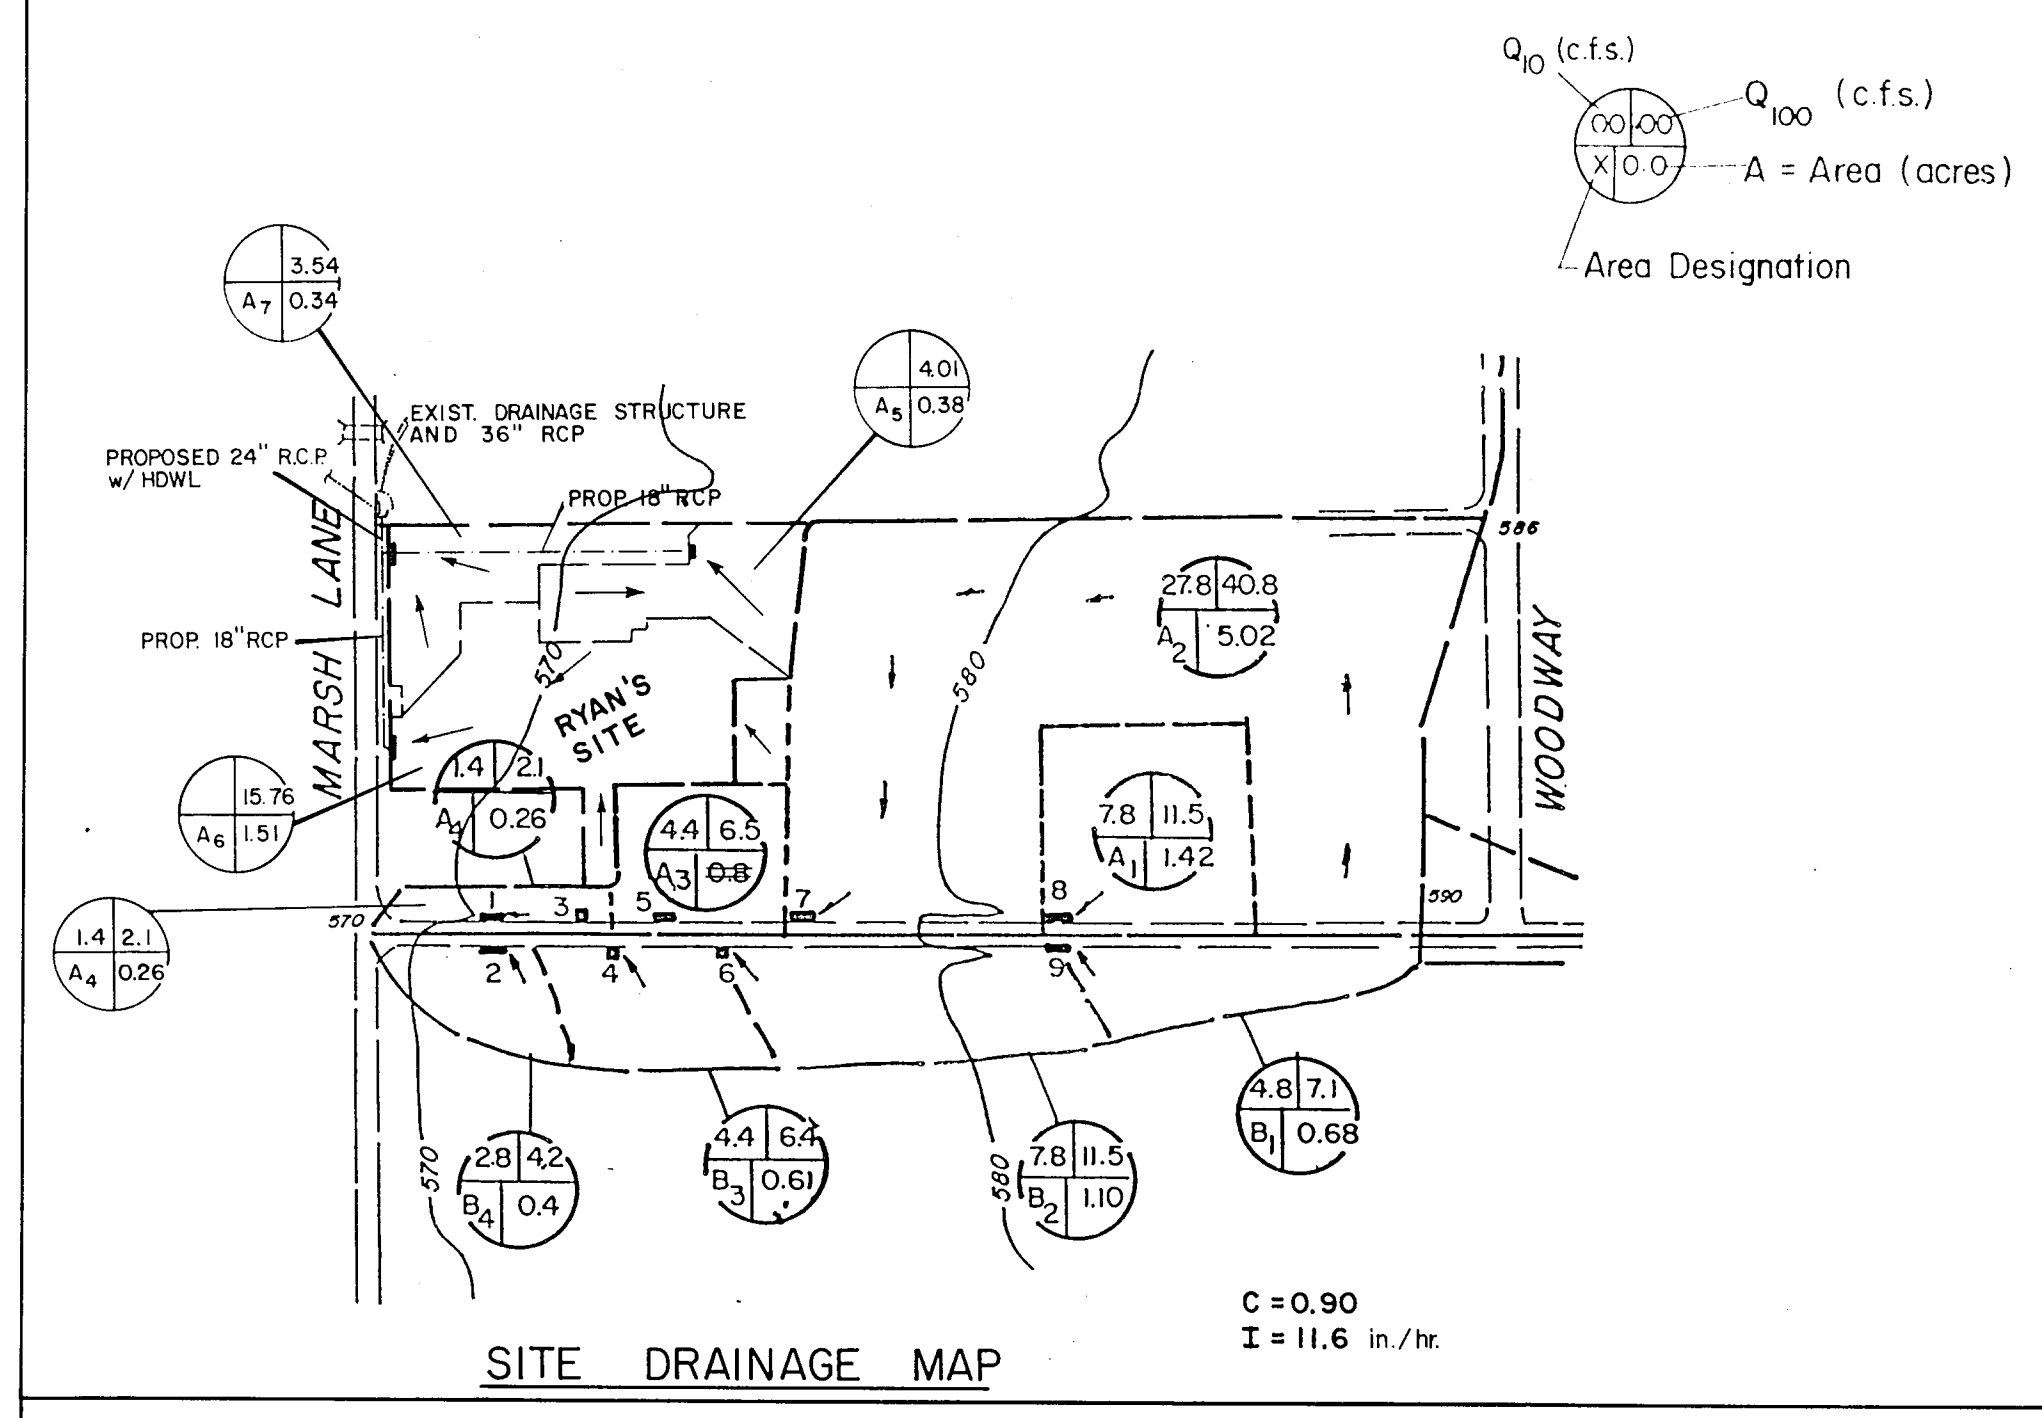 Q10 (c.f.s.)
Q100 (c.f.s.)
00 .00
X 0.0
A = Area (acres)
Area Designation
3.54
A7 0.34
4.01
A5 0.38
EXIST. DRAINAGE STRUCTURE
AND 36" RCP
PROPOSED 24" R.C.P.
w/ HDWL
PROP. 18" RCP
586
MARSH LANE
27.8 40.8
A2 5.02
PROP. 18" RCP
570
580
WOODWAY
RYAN'S
SITE
1.4 2.1
A4 0.26
15.76
A6 1.51
4.4 6.5
A3 0.8
7.8 11.5
A1 1.42
1
3
5
7
8
590
570
1.4 2.1
A4 0.26
2
4
6
9
4.8 7.1
B1 0.68
570
2.8 4.2
B4 0.4
4.4 6.4
B3 0.61
580
7.8 11.5
B2 1.10
C = 0.90
I = 11.6 in./hr.
SITE DRAINAGE MAP